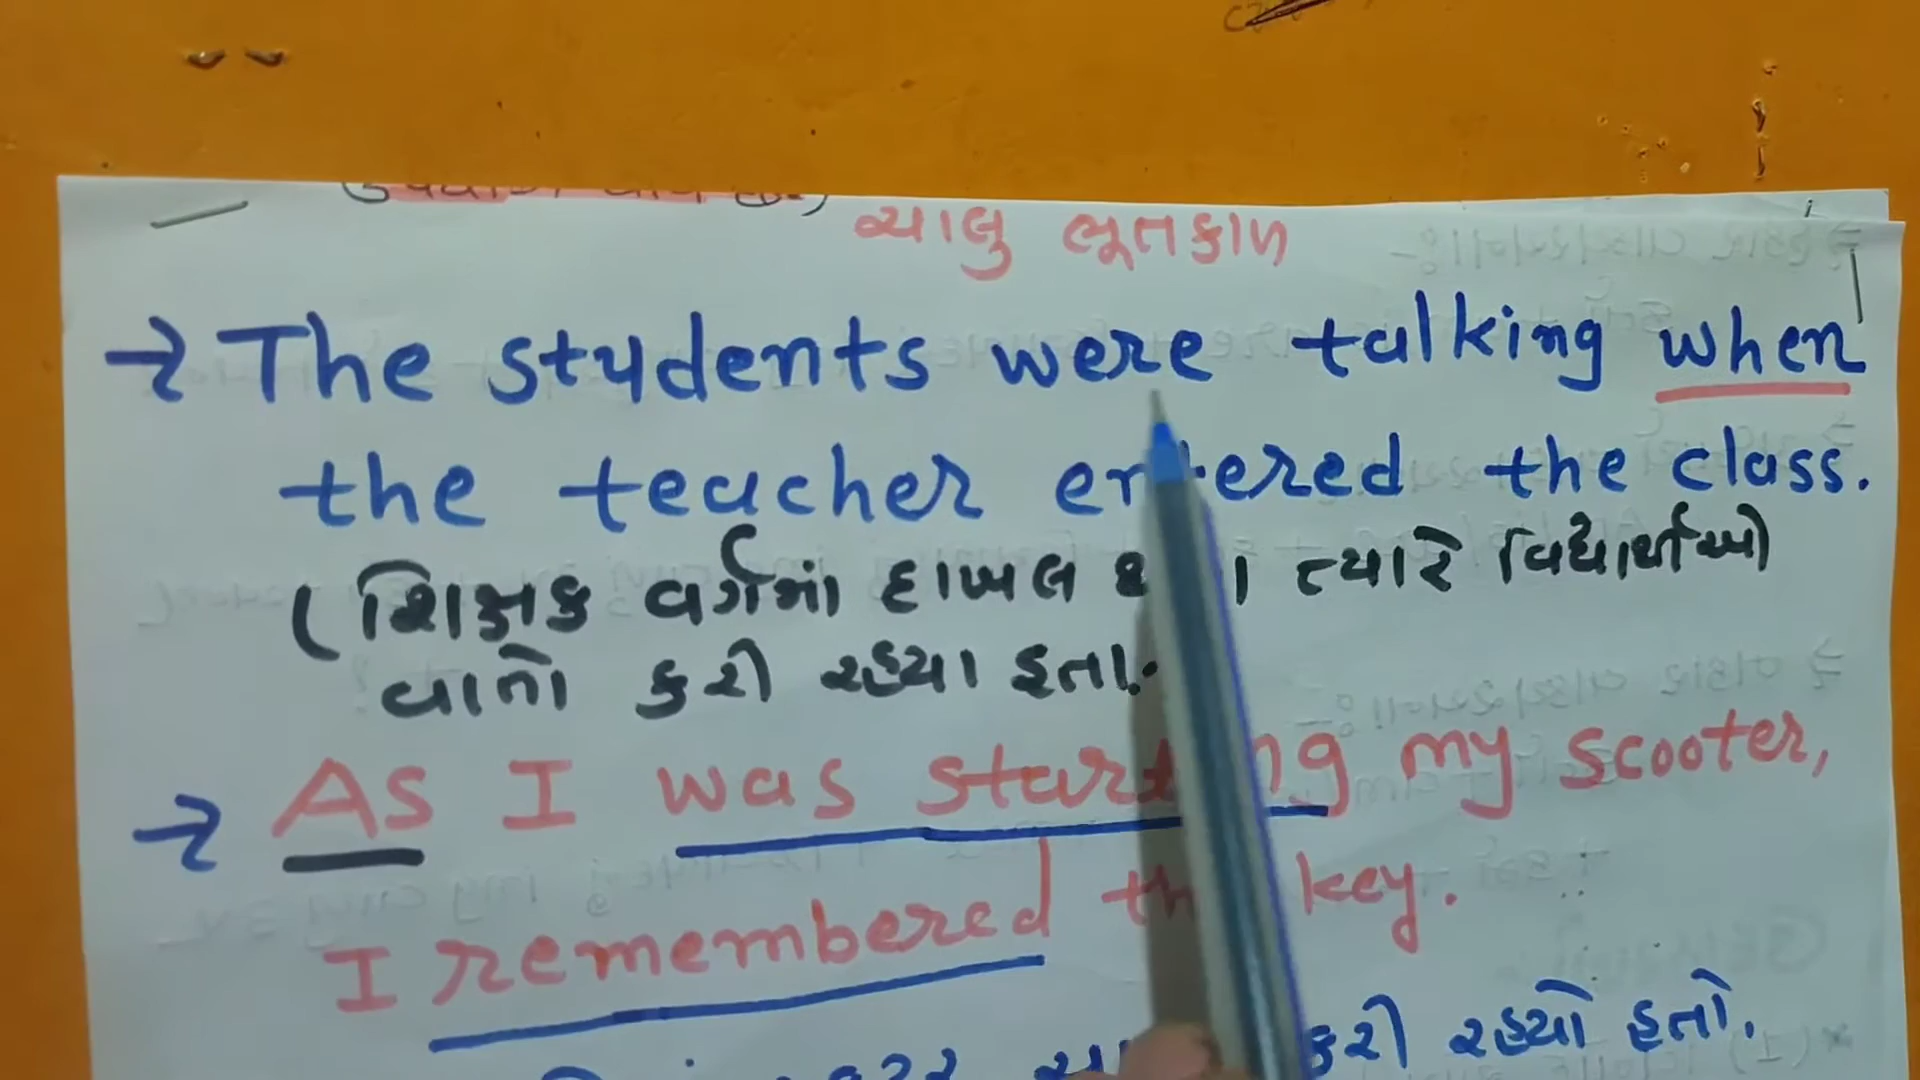 ચાલુ ભૂતકાળ
→ The students were talking when
the teacher entered the class.
(શિક્ષક વર્ગમાં દાખલ ત્યારે વિધાર્થીઓ
વાતો કરી રહ્યા હતા.
→ As I was starting my scooter,
I remembered the key.
કરી રહ્યો હતો.